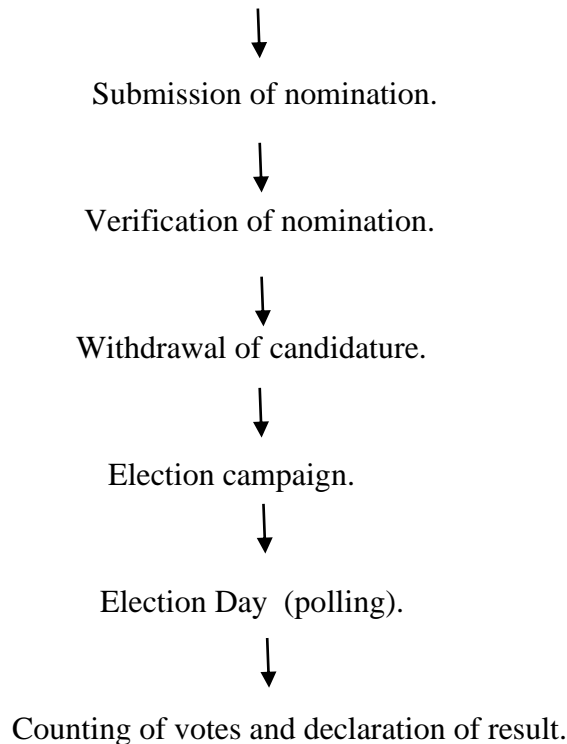 Submission of nomination.
Verification of nomination.
Withdrawal of candidature.
Election campaign.
Election Day (polling).
Counting of votes and declaration of result.